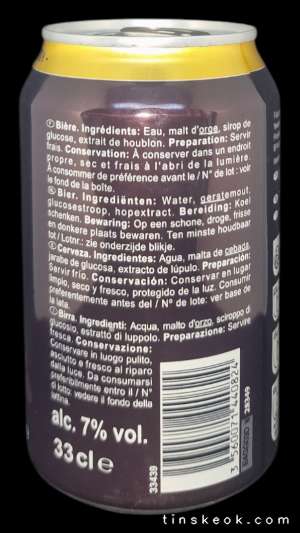 Bière. Ingrédients: Eau, malt d'orge, sirop de
glucose, extrait de houblon. Preparation: Servir
frais. Conservation: À conserver dans un endroit
propre, sec et frais à l'abri de la lumière.
À consommer de préférence avant le / N° de lot : voir
le fond de la boîte.
Bier. Ingrediënten: Water, gerstemout,
glucosestroop, hopextract. Bereiding: Koel
schenken. Bewaring: Op een schone, droge, frisse
en donkere plaats bewaren. Ten minste houdbaar
tot / Lotnr.: zie onderzijde blikje.
Cerveza. Ingredientes: Agua, malta de cebada,
jarabe de glucosa, extracto de lúpulo. Preparación:
Servir frío. Conservación: Conservar en lugar
limpio, seco y fresco, protegido de la luz. Consumir
preferentemente antes del / N° de lote: ver base de
la lata.
Birra. Ingredienti: Acqua, malto d'orzo, sciroppo di
glucosio, estratto di luppolo. Preparazione: Servire
fresca. Conservazione:
Conservare in luogo pulito,
asciutto e fresco al riparo
dalla luce. Da consumarsi
preferibilmente entro il / N°
di lotto: vedere il fondo della
lattina.
alc. 7% vol.
33 cl e
33439
3 560071 440824
28349
tinskeok.com